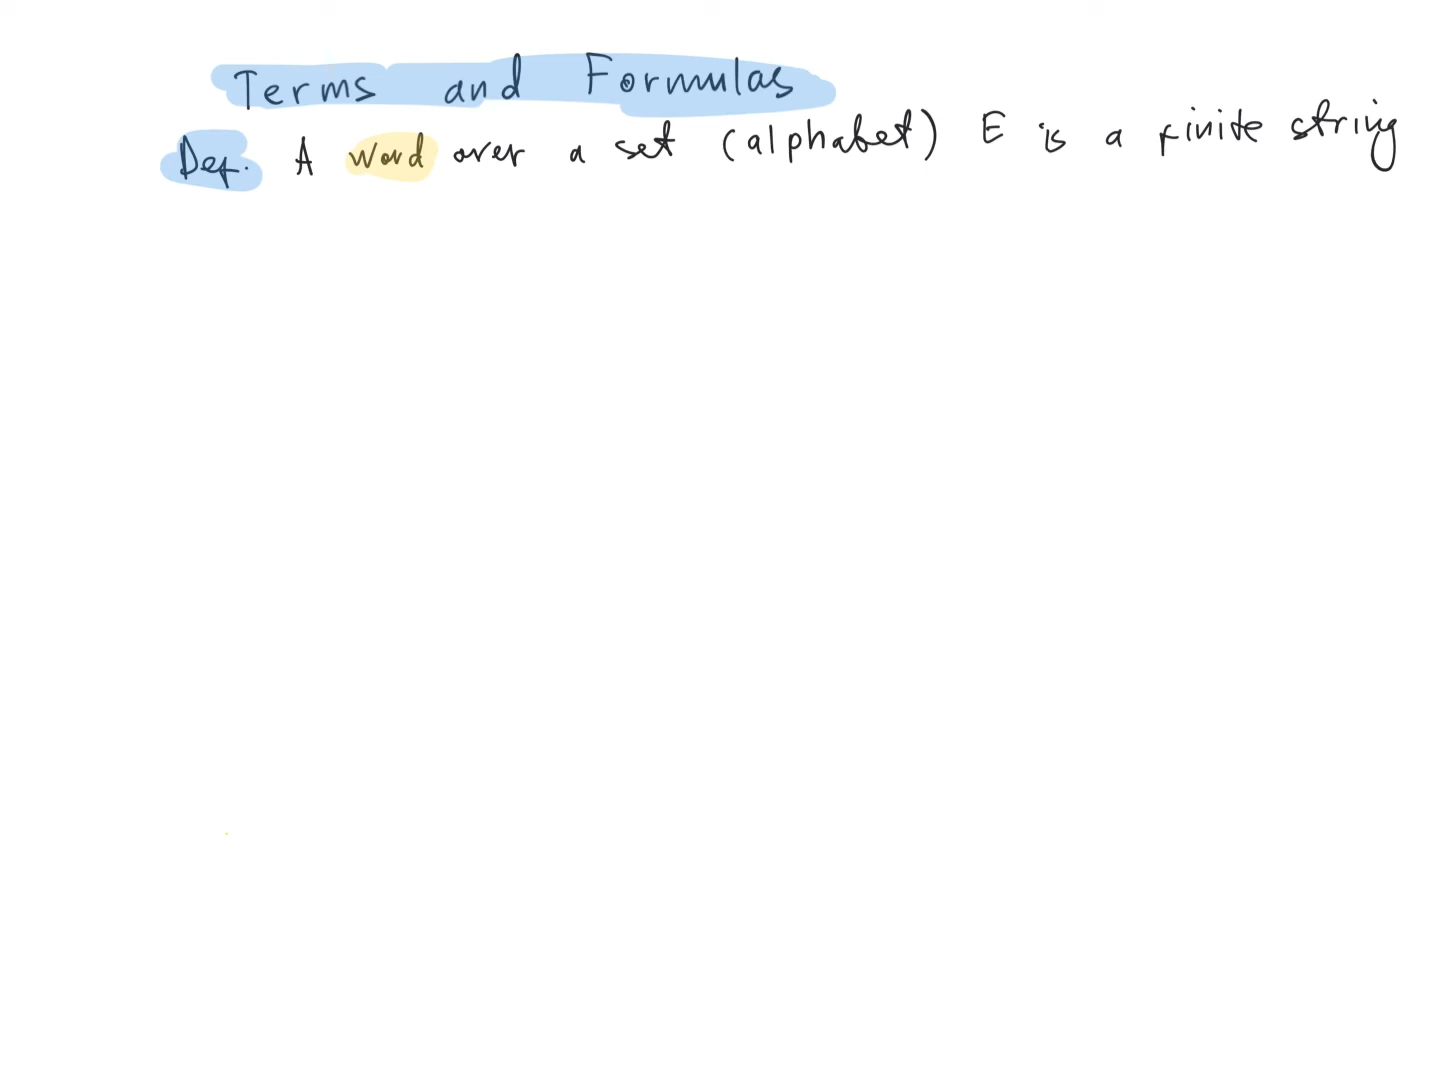 Terms and Formulas
Def. A word over a set (alphabet) E is a finite string